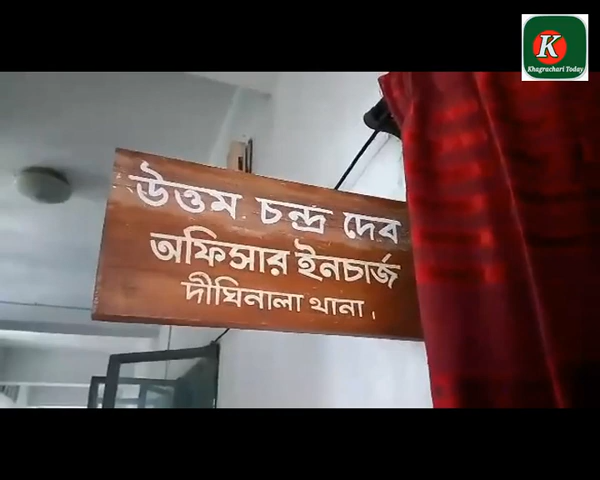 K
Khagrachari Today
উত্তম চন্দ্র দেব
অফিসার ইনচার্জ
দীঘিনালা থানা।